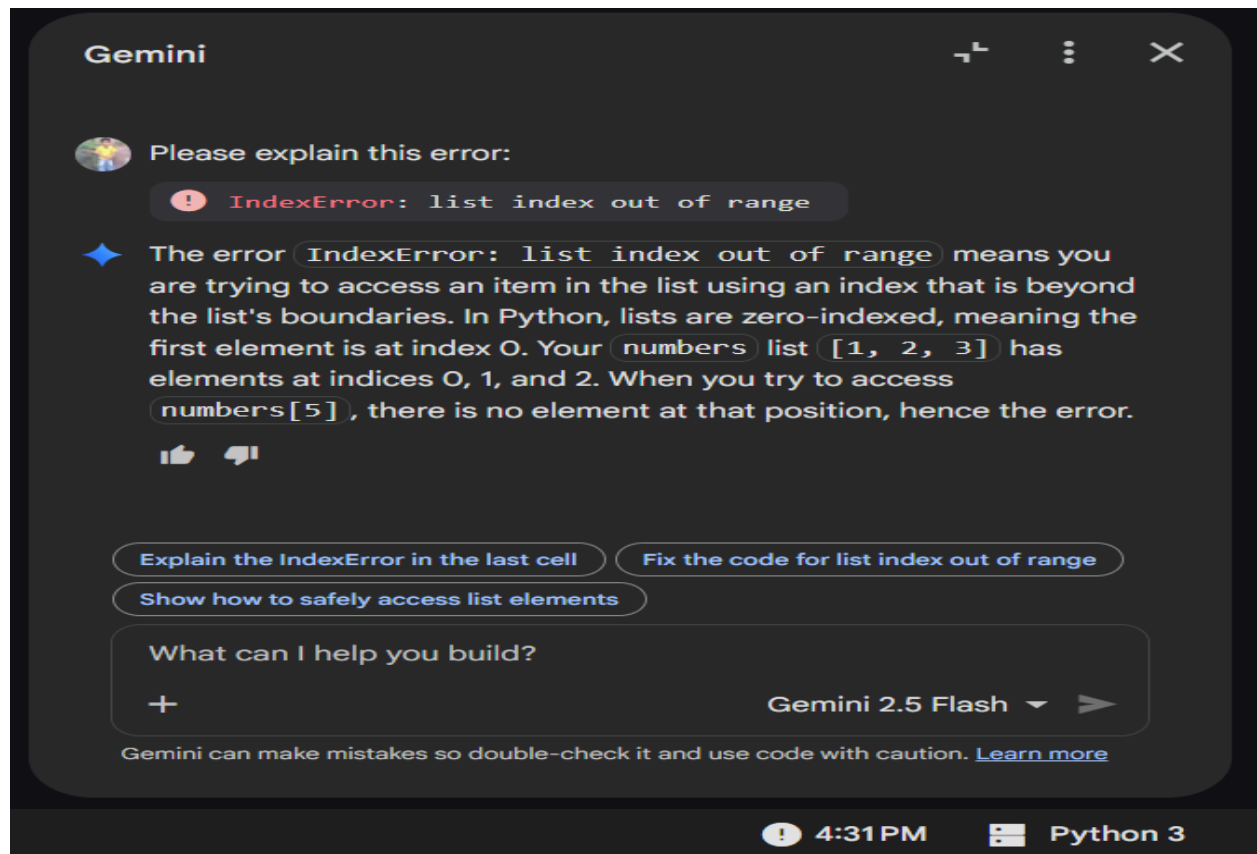 Gemini
Please explain this error:
IndexError: list index out of range
The error IndexError: list index out of range means you
are trying to access an item in the list using an index that is beyond
the list's boundaries. In Python, lists are zero-indexed, meaning the
first element is at index 0. Your numbers list [1, 2, 3] has
elements at indices 0, 1, and 2. When you try to access
numbers[5], there is no element at that position, hence the error.
Explain the IndexError in the last cell
Fix the code for list index out of range
Show how to safely access list elements
What can I help you build?
Gemini 2.5 Flash
Gemini can make mistakes so double-check it and use code with caution. Learn more
4:31 PM
Python 3